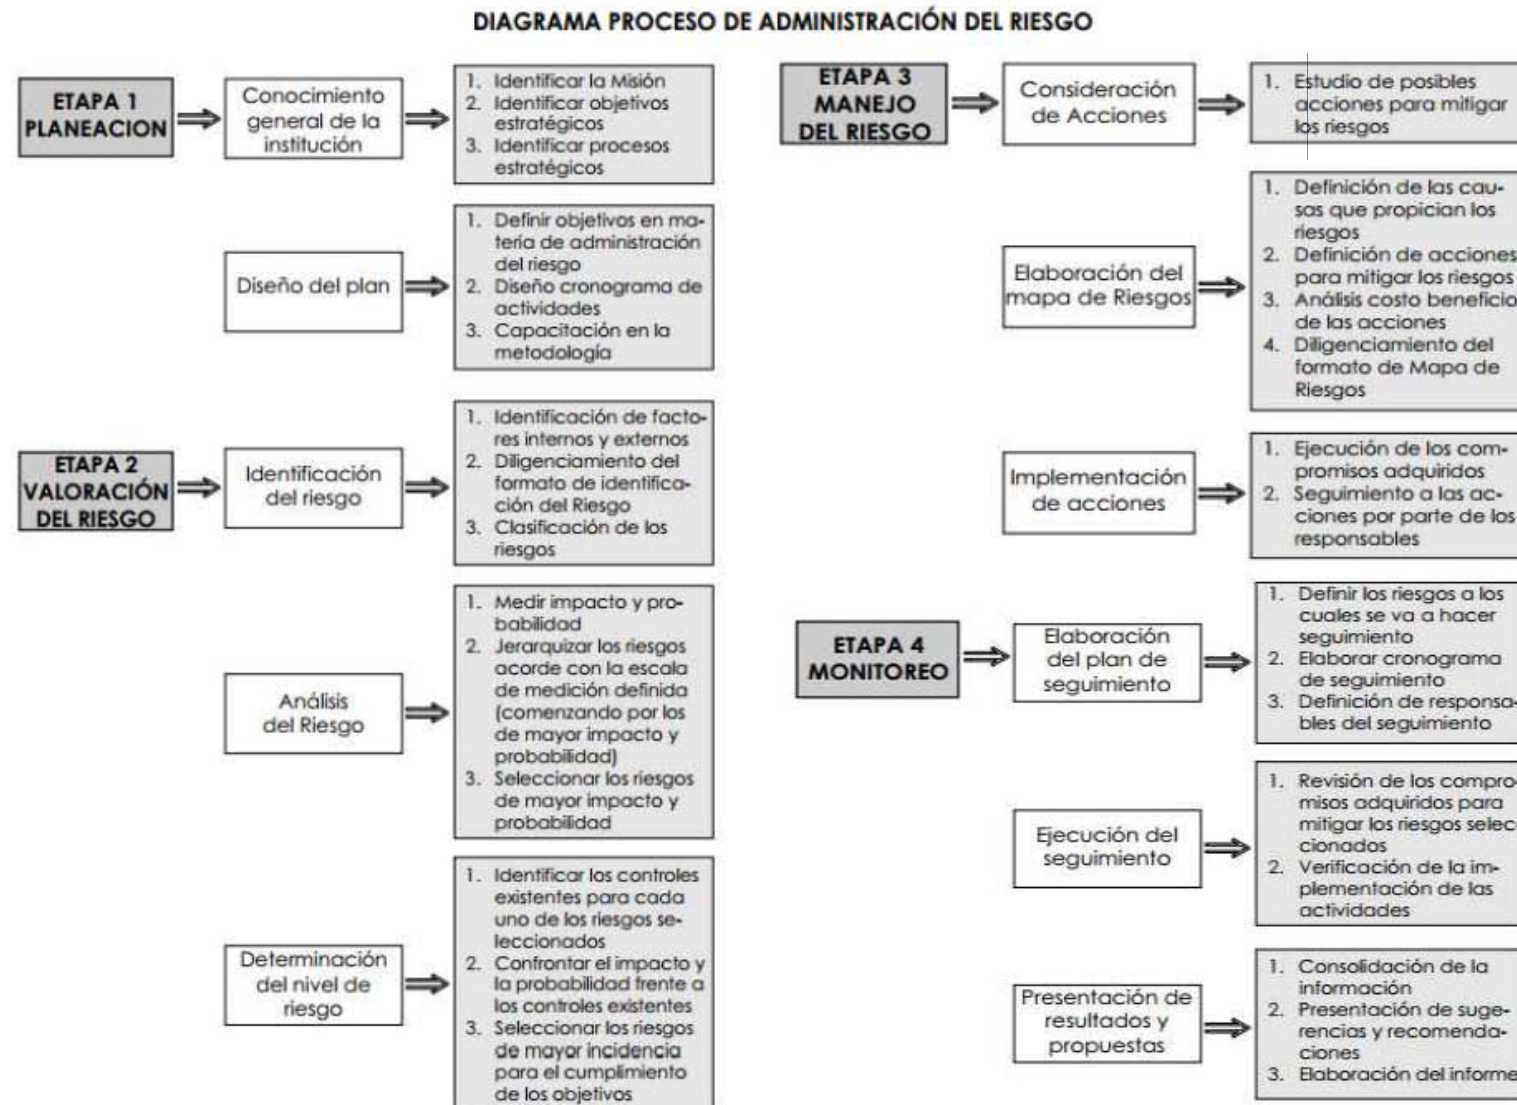 DIAGRAMA PROCESO DE ADMINISTRACIÓN DEL RIESGO
ETAPA 1
PLANEACION
Conocimiento
general de la
institución
1. Identificar la Misión
2. Identificar objetivos
estratégicos
3. Identificar procesos
estratégicos
Diseño del plan
1. Definir objetivos en ma-
teria de administración
del riesgo
2. Diseño cronograma de
actividades
3. Capacitación en la
metodología
ETAPA 2
VALORACIÓN
DEL RIESGO
Identificación
del riesgo
1. Identificación de facto-
res internos y externos
2. Diligenciamiento del
formato de identifica-
ción del Riesgo
3. Clasificación de los
riesgos
Análisis
del Riesgo
1. Medir impacto y pro-
babilidad
2. Jerarquizar los riesgos
acorde con la escala
de medición definida
(comenzando por los
de mayor impacto y
probabilidad)
3. Seleccionar los riesgos
de mayor impacto y
probabilidad
Determinación
del nivel de
riesgo
1. Identificar los controles
existentes para cada
uno de los riesgos se-
leccionados
2. Confrontar el impacto y
la probabilidad frente a
los controles existentes
3. Seleccionar los riesgos
de mayor incidencia
para el cumplimiento
de los objetivos
ETAPA 3
MANEJO
DEL RIESGO
Consideración
de Acciones
1. Estudio de posibles
acciones para mitigar
los riesgos
Elaboración del
mapa de Riesgos
1. Definición de las cau-
sas que propician los
riesgos
2. Definición de acciones
para mitigar los riesgos
3. Análisis costo beneficio
de las acciones
4. Diligenciamiento del
formato de Mapa de
Riesgos
Implementación
de acciones
1. Ejecución de los com-
promisos adquiridos
2. Seguimiento a las ac-
ciones por parte de los
responsables
ETAPA 4
MONITOREO
Elaboración
del plan de
seguimiento
1. Definir los riesgos a los
cuales se va a hacer
seguimiento
2. Elaborar cronograma
de seguimiento
3. Definición de responsa-
bles del seguimiento
Ejecución del
seguimiento
1. Revisión de los compro-
misos adquiridos para
mitigar los riesgos selec-
cionados
2. Verificación de la im-
plementación de las
actividades
Presentación de
resultados y
propuestas
1. Consolidación de la
información
2. Presentación de suge-
rencias y recomenda-
ciones
3. Elaboración del informe